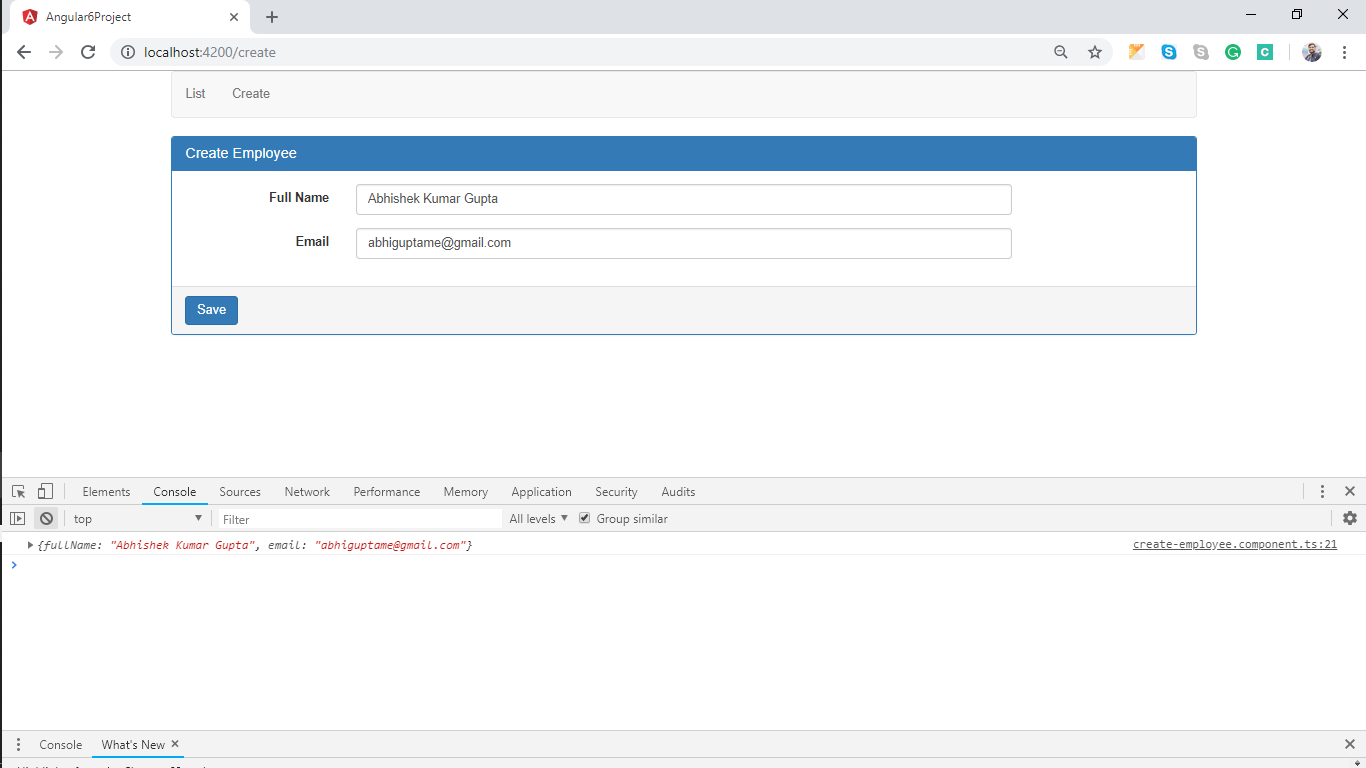 Angular6Project
localhost:4200/create
List Create
Create Employee
Full Name Abhishek Kumar Gupta
Email abhiguptame@gmail.com
Save
Elements Console Sources Network Performance Memory Application Security Audits
top Filter All levels Group similar
{fullName: "Abhishek Kumar Gupta", email: "abhiguptame@gmail.com"} create-employee.component.ts:21
Console What's New